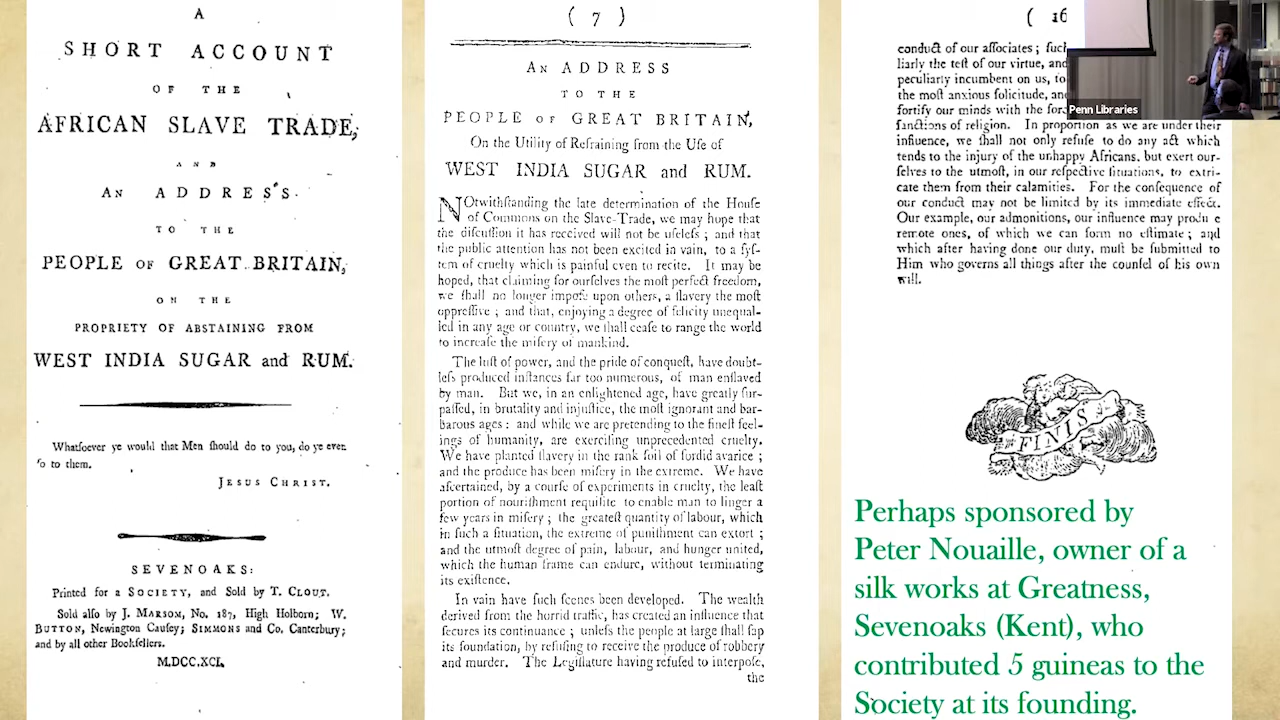 A
SHORT ACCOUNT
OF THE
AFRICAN SLAVE TRADE,
AND
AN ADDRESS
TO THE
PEOPLE OF GREAT BRITAIN,
ON THE
PROPRIETY OF ABSTAINING FROM
WEST INDIA SUGAR and RUM.
Whatſoever ye would that Men ſhould do to you, do ye even
ſo to them.
JESUS CHRIST.
SEVENOAKS:
Printed for a SOCIETY, and Sold by T. CLOUT.
Sold alſo by J. MARSOM, No. 187, High Holborn; W.
BUTTON, Newington Cauſey; SIMMONS and Co. Canterbury;
and by all other Bookſellers.
M.DCC.XCI.
( 7 )
AN ADDRESS
TO THE
PEOPLE OF GREAT BRITAIN,
On the Utility of Refraining from the Uſe of
WEST INDIA SUGAR and RUM.
NOtwithſtanding the late determination of the Houſe
of Commons on the Slave-Trade, we may hope that
the diſcuſſion it has received will not be uſeleſs; and that
the public attention has not been excited in vain, to a ſyſ-
tem of cruelty which is painful even to recite. It may be
hoped, that claiming for ourſelves the moſt perfect freedom,
we ſhall no longer impoſe upon others, a ſlavery the moſt
oppreſſive; and that, enjoying a degree of felicity unequal-
led in any age or country, we ſhall ceaſe to range the world
to increaſe the miſery of mankind.
The luſt of power, and the pride of conqueſt, have doubt-
leſs produced inſtances far too numerous, of man enſlaved
by man. But we, in an enlightened age, have greatly ſur-
paſſed, in brutality and injuſtice, the moſt ignorant and bar-
barous ages: and while we are pretending to the fineſt feel-
ings of humanity, are exerciſing unprecedented cruelty.
We have planted ſlavery in the rank ſoil of ſordid avarice;
and the produce has been miſery in the extreme. We have
aſcertained, by a courſe of experiments in cruelty, the leaſt
portion of nouriſhment requiſite to enable man to linger a
few years in miſery; the greateſt quantity of labour, which
in ſuch a ſituation, the extreme of puniſhment can extort;
and the utmoſt degree of pain, labour, and hunger united,
which the human frame can endure, without terminating
its exiſtence.
In vain have ſuch ſcenes been developed. The wealth
derived from the horrid traffic, has created an influence that
ſecures its continuance; unleſs the people at large ſhall ſap
its foundation, by refuſing to receive the produce of robbery
and murder. The Legiſlature having refuſed to interpoſe,
the
( 16
conduct of our aſſociates; ſuch
liarly the teſt of our virtue, and
peculiarly incumbent on us, to
the moſt anxious ſolicitude, and
fortify our minds with the
ſanctions of religion. In proportion as we are under their
influence, we ſhall not only refuſe to do any act which
tends to the injury of the unhappy Africans, but exert our-
ſelves to the utmoſt, in our reſpective ſituations, to extri-
cate them from their calamities. For the conſequence of
our conduct may not be limited by its immediate effect.
Our example, our admonitions, our influence may produ e
remote ones, of which we can form no eſtimate; and
which after having done our duty, muſt be ſubmitted to
Him who governs all things after the counſel of his own
will.
FINIS
Penn Libraries
Perhaps sponsored by
Peter Nouaille, owner of a
silk works at Greatness,
Sevenoaks (Kent), who
contributed 5 guineas to the
Society at its founding.